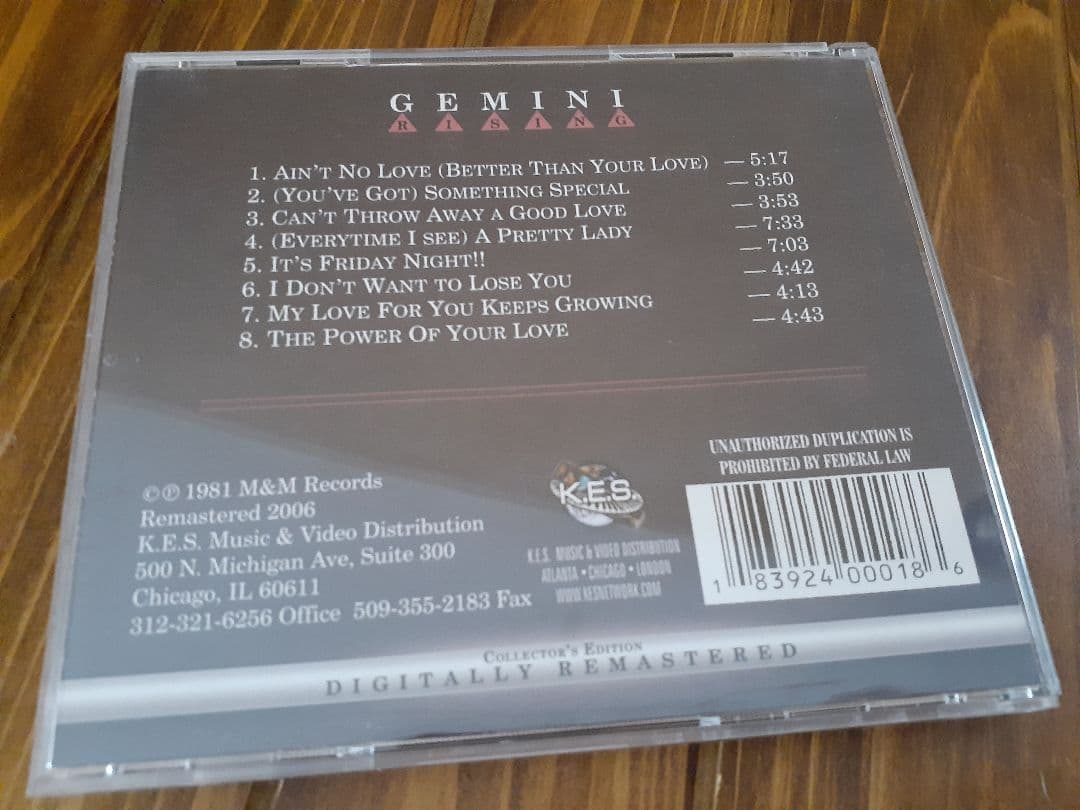 GEMINI
RISING
1. AIN'T NO LOVE (BETTER THAN YOUR LOVE) — 5:17
2. (YOU'VE GOT) SOMETHING SPECIAL — 3:50
3. CAN'T THROW AWAY A GOOD LOVE — 3:53
4. (EVERYTIME I SEE) A PRETTY LADY — 7:33
5. IT'S FRIDAY NIGHT!! — 7:03
6. I DON'T WANT TO LOSE YOU — 4:42
7. MY LOVE FOR YOU KEEPS GROWING — 4:13
8. THE POWER OF YOUR LOVE — 4:43
©℗ 1981 M&M Records
Remastered 2006
K.E.S. Music & Video Distribution
500 N. Michigan Ave, Suite 300
Chicago, IL 60611
312-321-6256 Office 509-355-2183 Fax
K.E.S.
K.E.S. MUSIC & VIDEO DISTRIBUTION
ATLANTA • CHICAGO • LONDON
WWW.KESNETWORK.COM
UNAUTHORIZED DUPLICATION IS
PROHIBITED BY FEDERAL LAW
1 83924 00018 6
COLLECTOR'S EDITION
DIGITALLY REMASTERED